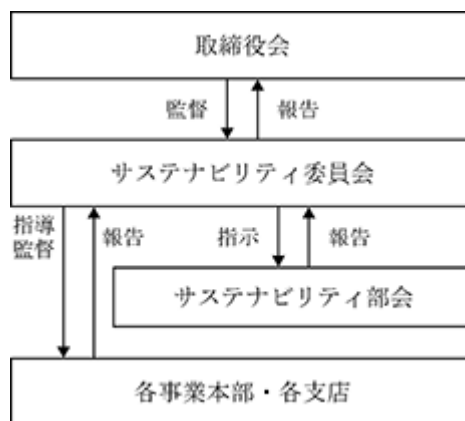 取締役会
監督
報告
サステナビリティ委員会
指導
監督
報告
指示
報告
サステナビリティ部会
各事業本部・各支店